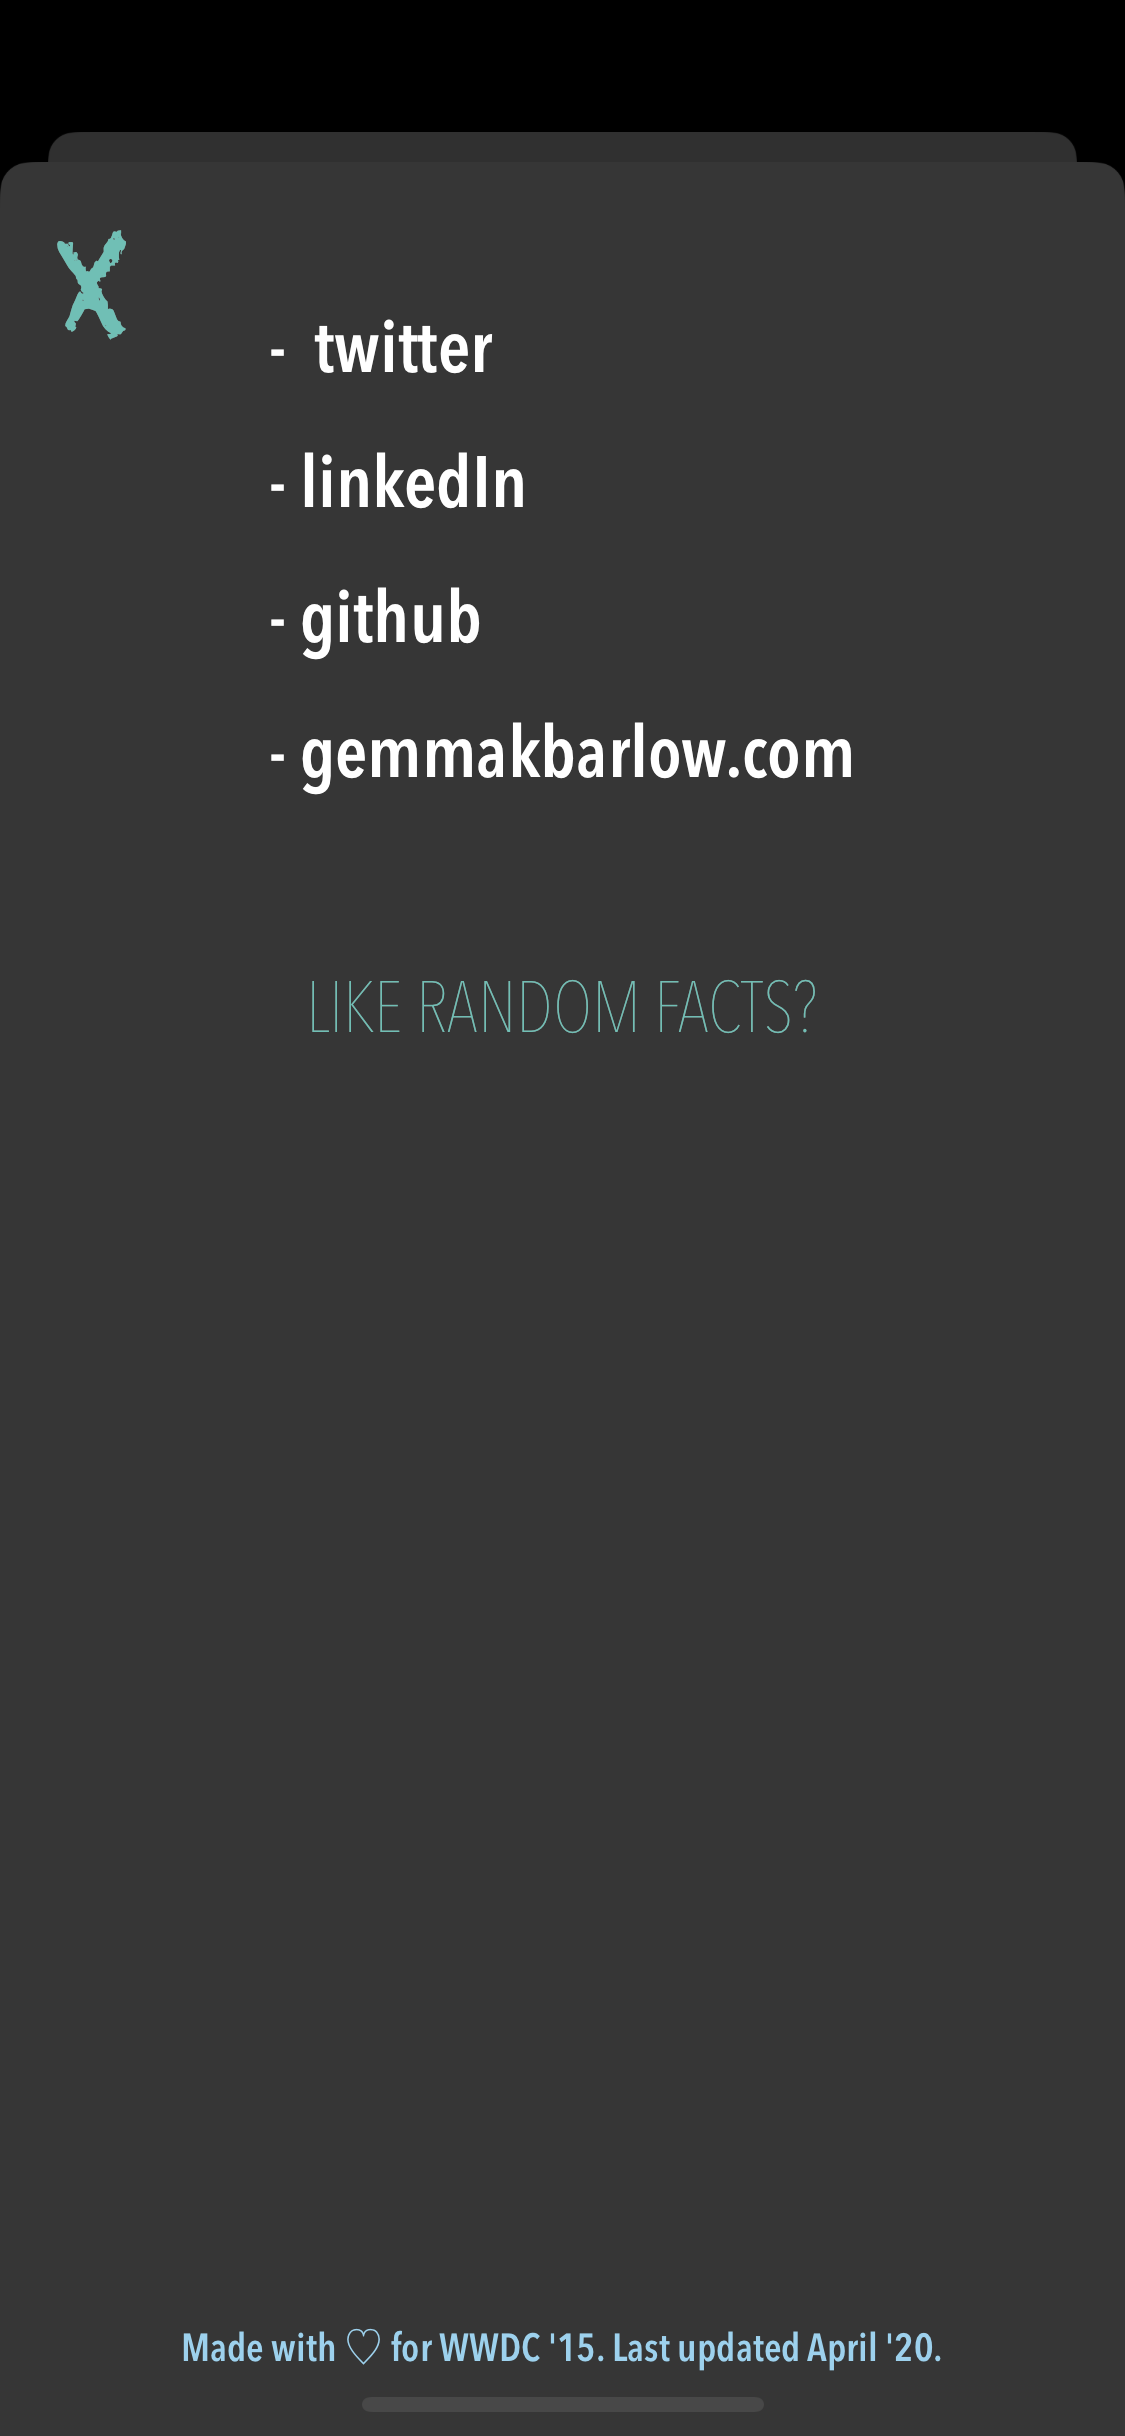 X
- twitter
- linkedIn
- github
- gemmakbarlow.com
LIKE RANDOM FACTS?
Made with ♡ for WWDC '15. Last updated April '20.